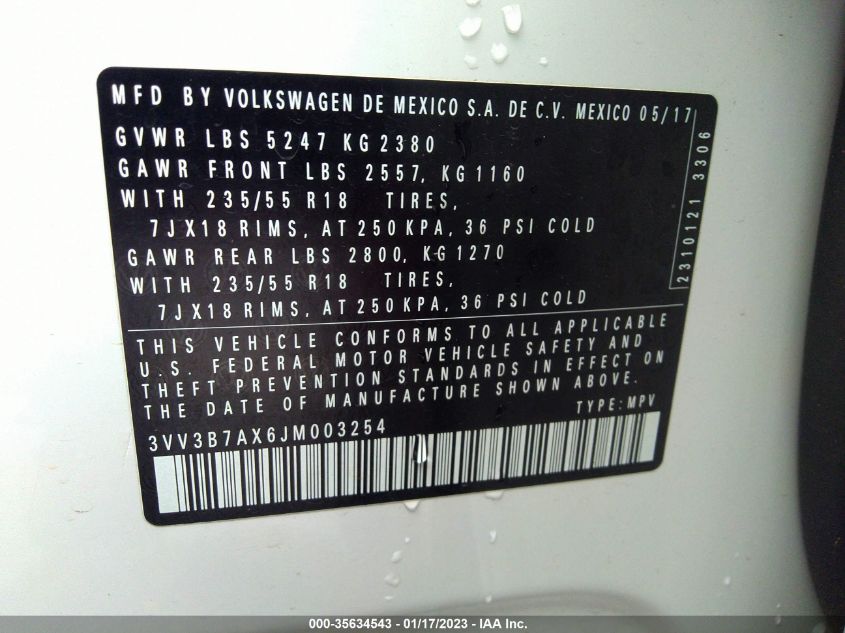 MFD BY VOLKSWAGEN DE MEXICO S.A. DE C.V. MEXICO 05/17
GVWR LBS 5247 KG 2380
GAWR FRONT LBS 2557, KG 1160
WITH 235/55 R18 TIRES,
7JX18 RIMS, AT 250 KPA, 36 PSI COLD
GAWR REAR LBS 2800, KG 1270
WITH 235/55 R18 TIRES,
7JX18 RIMS, AT 250 KPA, 36 PSI COLD
2310121 3306
THIS VEHICLE CONFORMS TO ALL APPLICABLE
U.S. FEDERAL MOTOR VEHICLE SAFETY AND
THEFT PREVENTION STANDARDS IN EFFECT ON
THE DATE OF MANUFACTURE SHOWN ABOVE.
TYPE: MPV
3VV3B7AX6JM003254
000-35634543 - 01/17/2023 - IAA Inc.